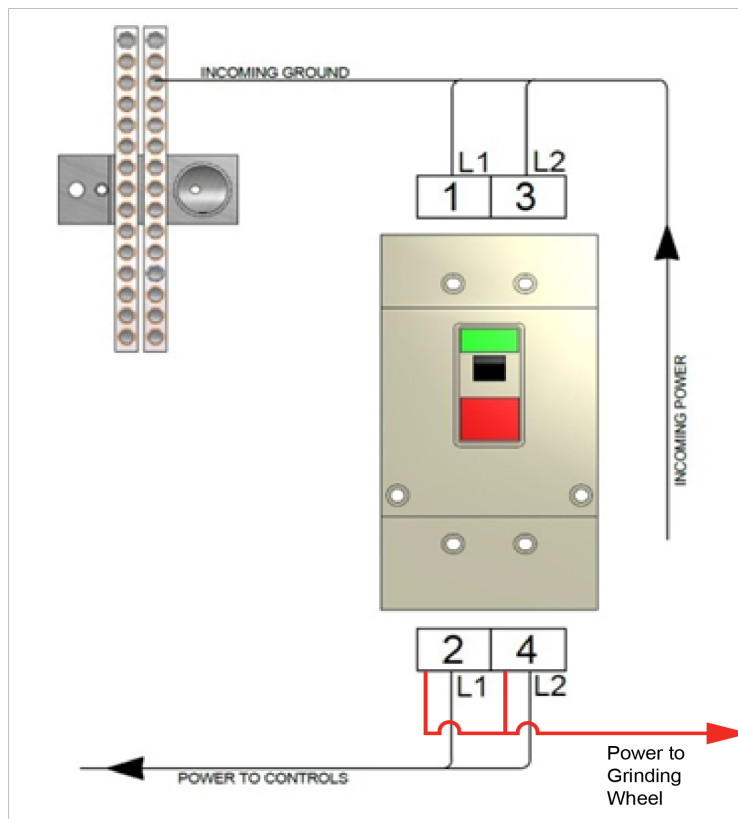 INCOMING GROUND
L1 L2
1 3
INCOMING POWER
2 4
L1 L2
POWER TO CONTROLS
Power to
Grinding
Wheel